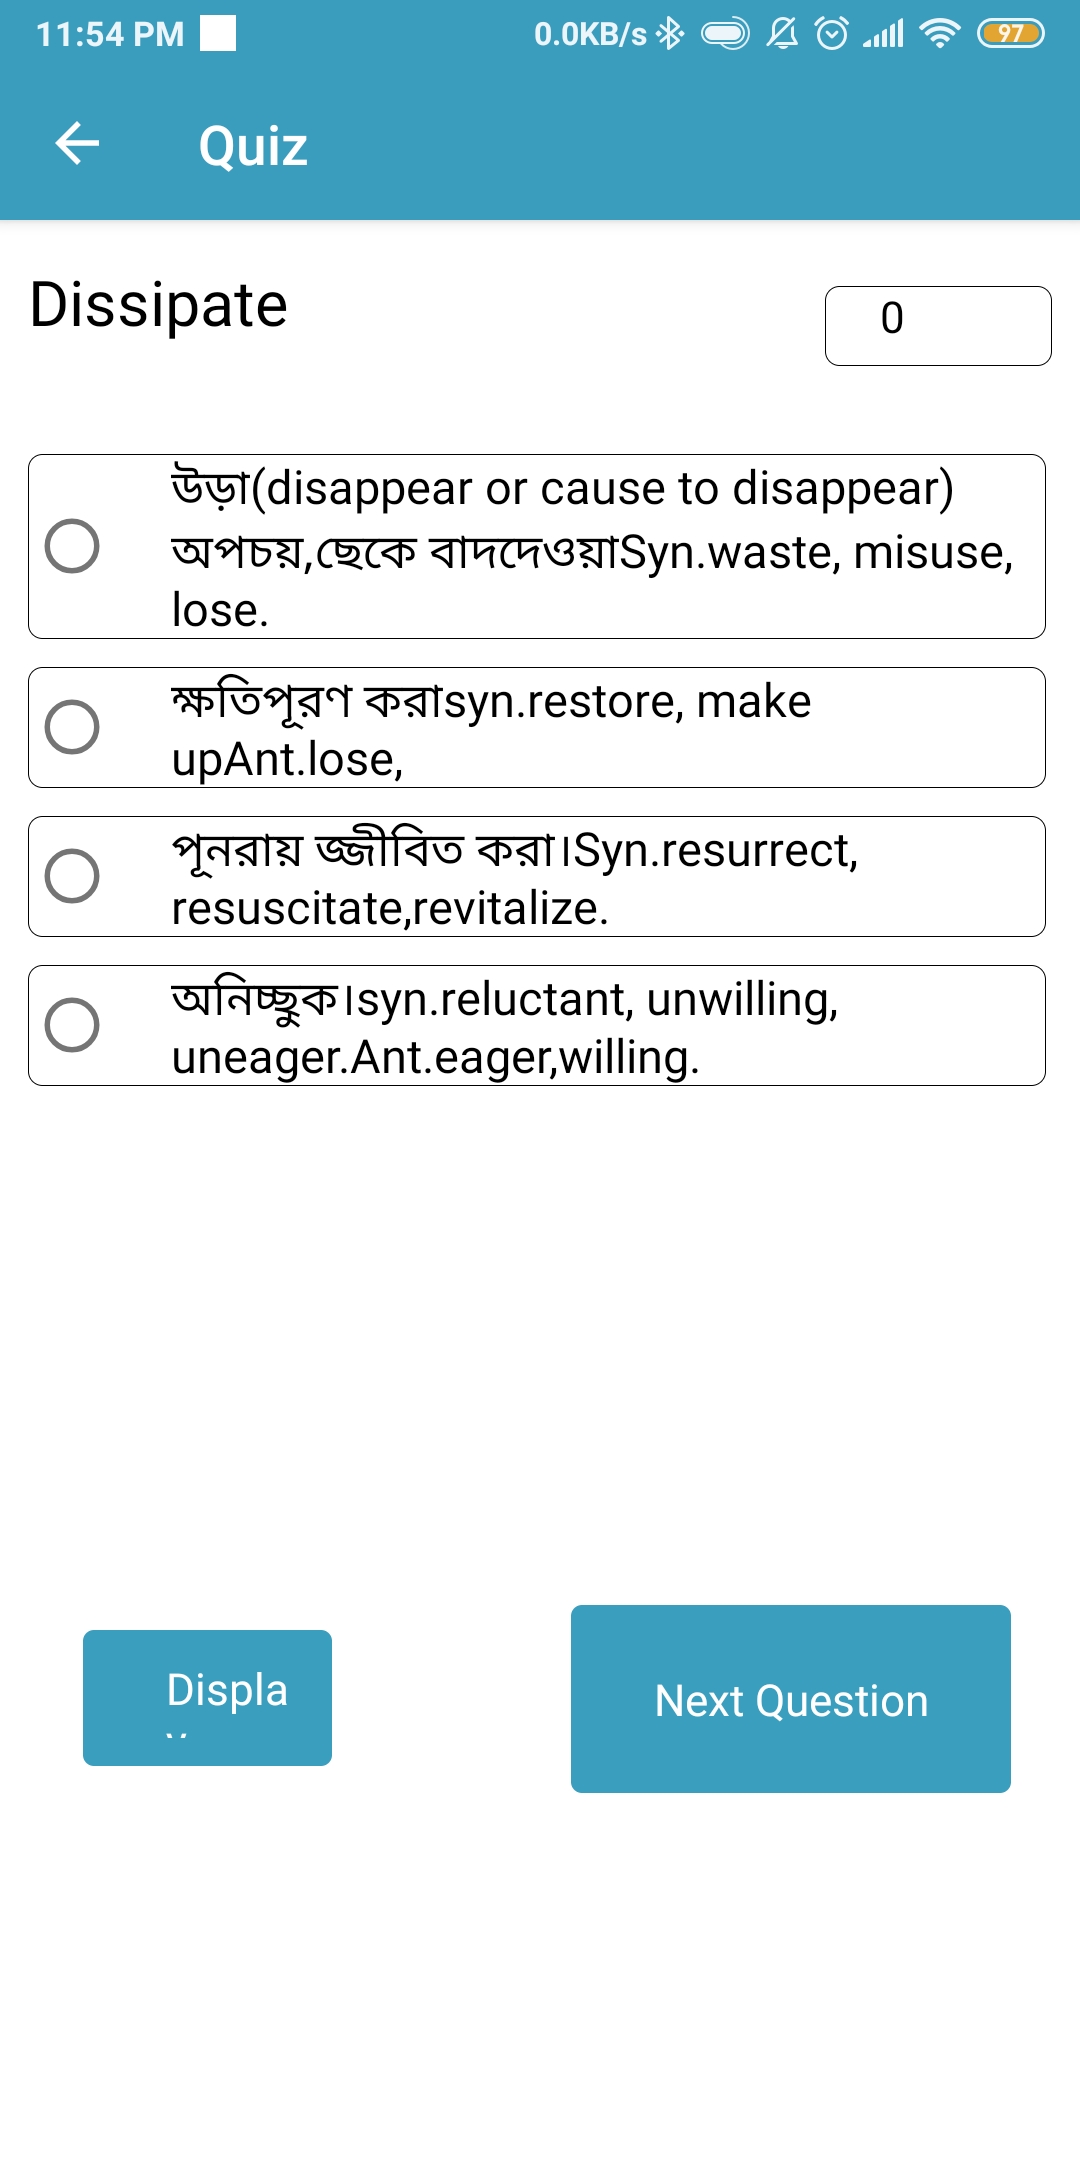 11:54 PM
0.0KB/s
97
Quiz
Dissipate
0
উড়া(disappear or cause to disappear)
অপচয়,ছেকে বাদদেওয়াSyn.waste, misuse,
lose.
ক্ষতিপূরণ করাsyn.restore, make
upAnt.lose,
পূনরায় জ্জীবিত করা।Syn.resurrect,
resuscitate,revitalize.
অনিচ্ছুক।syn.reluctant, unwilling,
uneager.Ant.eager,willing.
Displa
y
Next Question